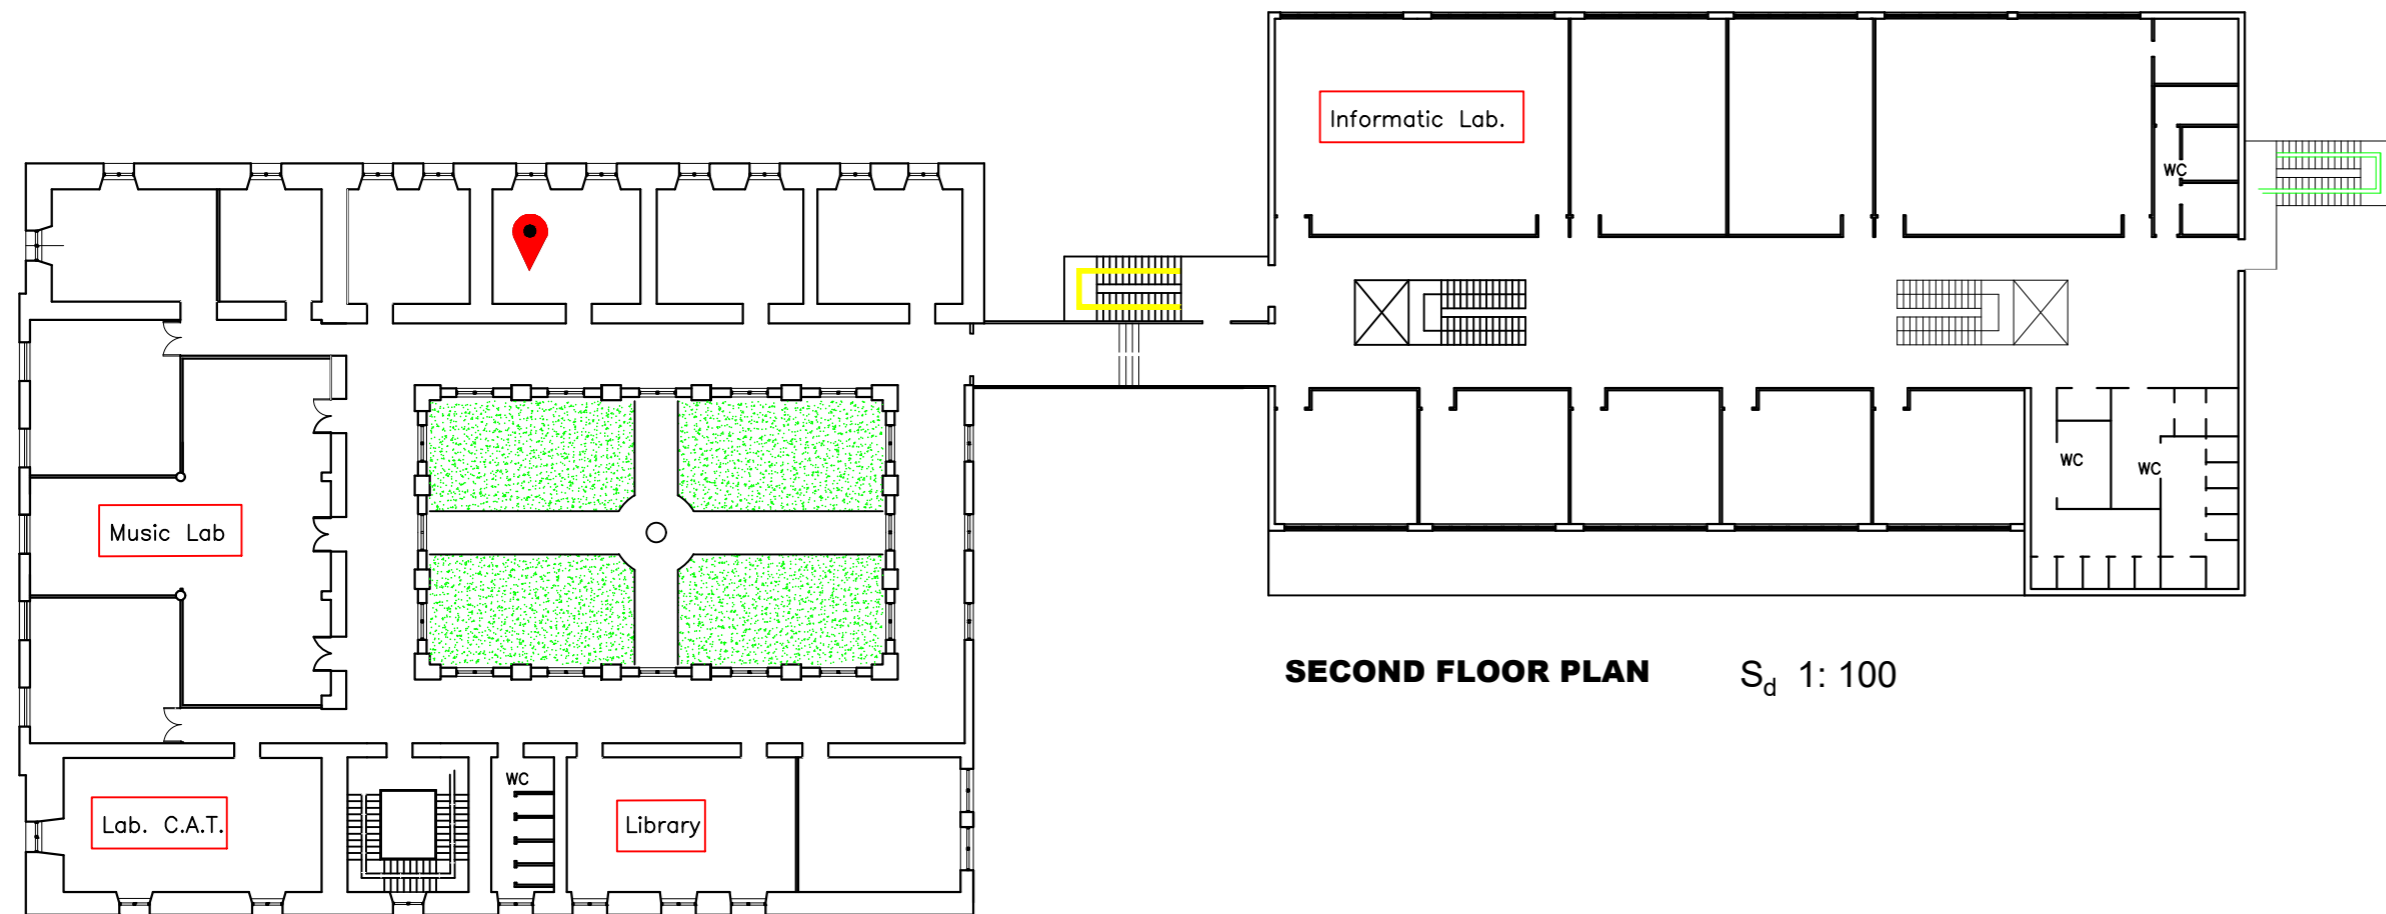 Informatic Lab.
WC
Music Lab
WC
WC
SECOND FLOOR PLAN
Sd 1: 100
WC
Lab. C.A.T.
Library